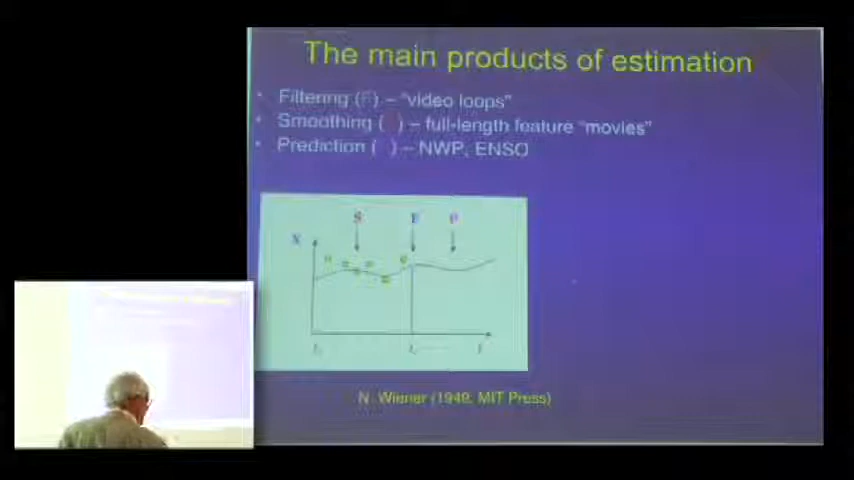 The main products of estimation
• Filtering (F) – "video loops"
• Smoothing ( ) – full-length feature "movies"
• Prediction ( ) – NWP, ENSO
S F P
X
N. Wiener (1949, MIT Press)